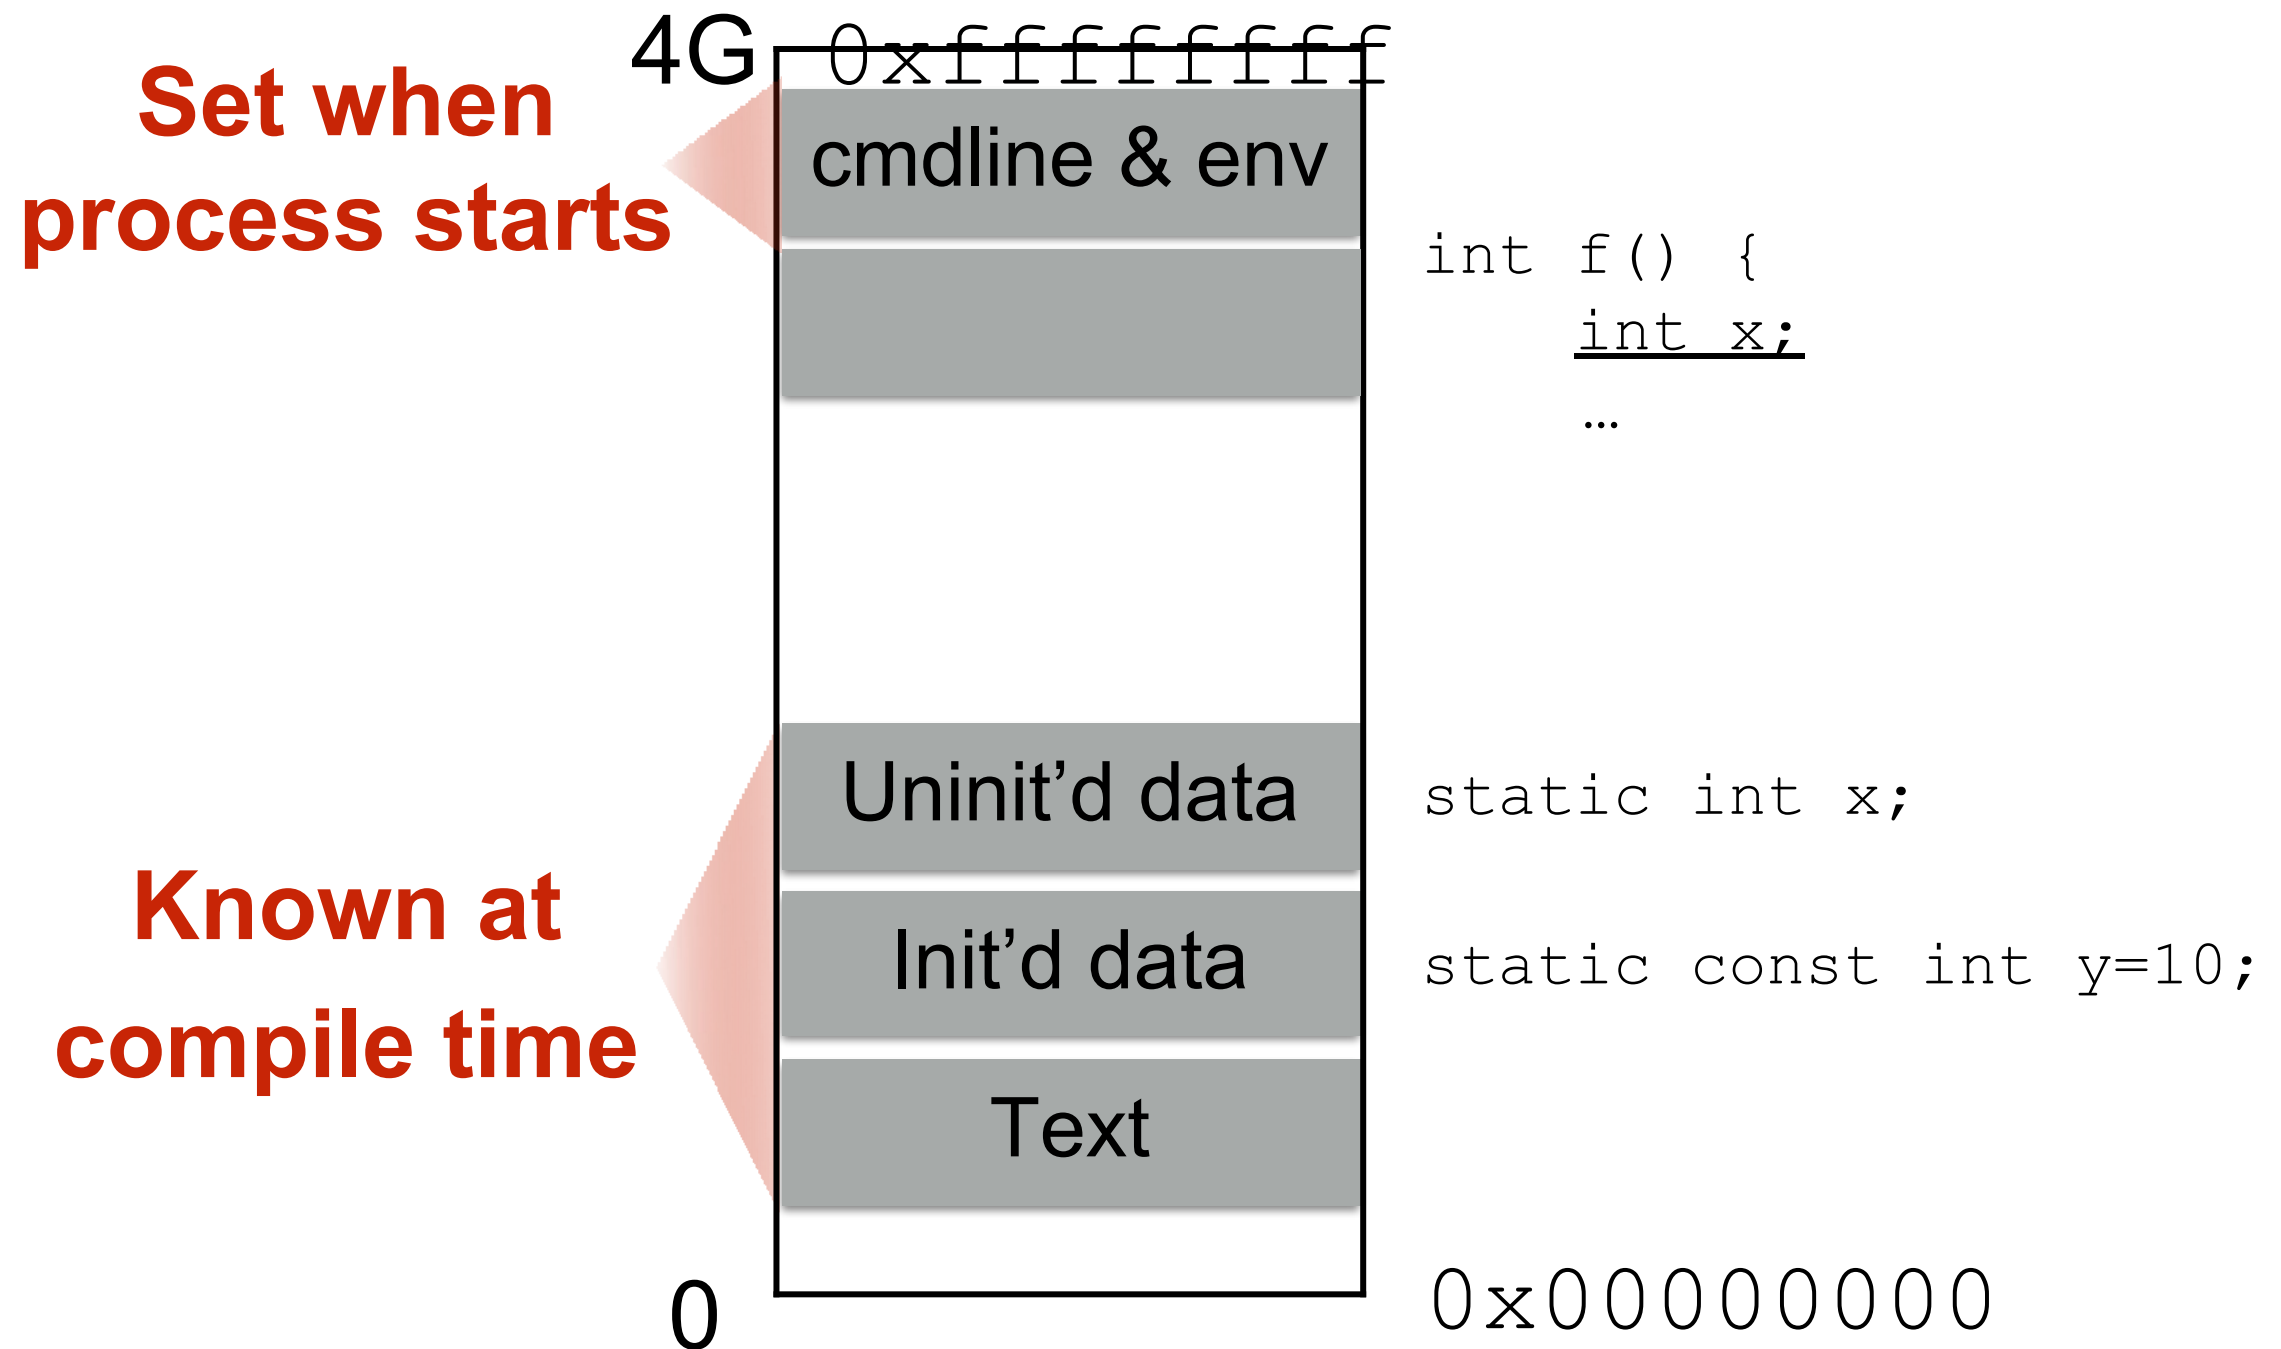 4G
0xffffffff
Set when
process starts
cmdline & env
int f() {
int x;
…
Uninit’d data
static int x;
Known at
compile time
Init’d data
static const int y=10;
Text
0
0x00000000